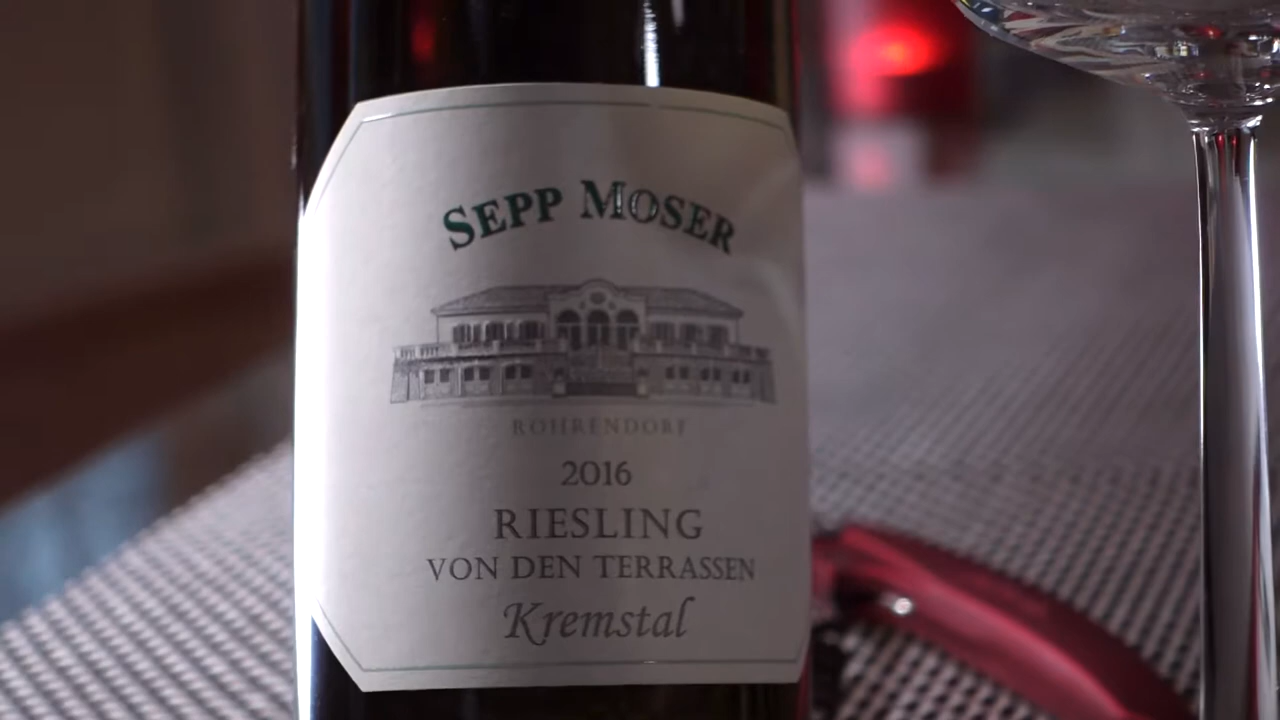 SEPP MOSER
ROHRENDORF
2016
RIESLING
VON DEN TERRASSEN
Kremstal